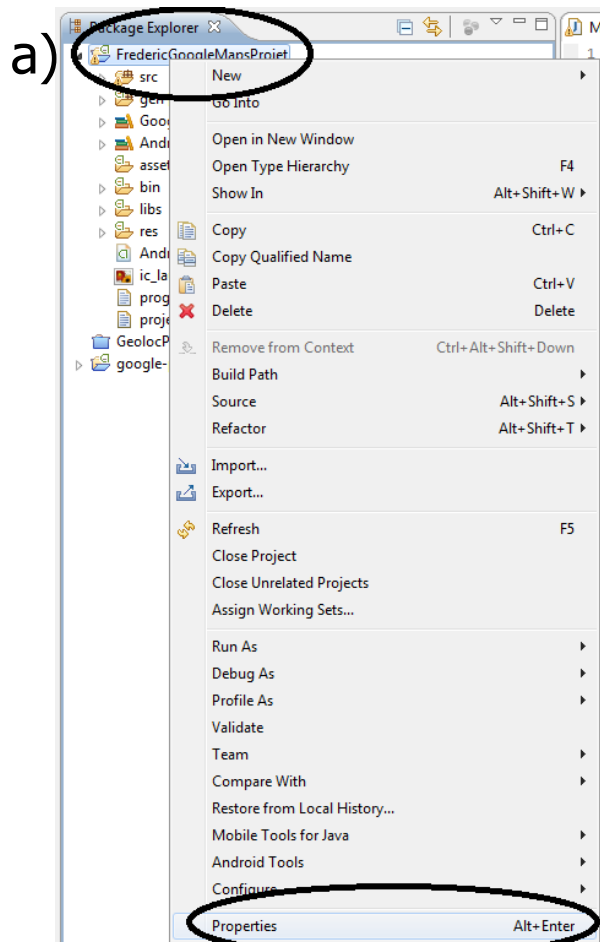 Package Explorer
M
a)
FredericGoogleMapsProjet
1
src
New
gen
Go Into
Goog
Andr
Open in New Window
asset
Open Type Hierarchy F4
bin
Show In Alt+Shift+W
libs
res
Copy Ctrl+C
Andr
Copy Qualified Name
ic_la
Paste Ctrl+V
prog
Delete Delete
proje
GeolocP
Remove from Context Ctrl+Alt+Shift+Down
google-
Build Path
Source Alt+Shift+S
Refactor Alt+Shift+T
Import...
Export...
Refresh F5
Close Project
Close Unrelated Projects
Assign Working Sets...
Run As
Debug As
Profile As
Validate
Team
Compare With
Restore from Local History...
Mobile Tools for Java
Android Tools
Configure
Properties Alt+Enter